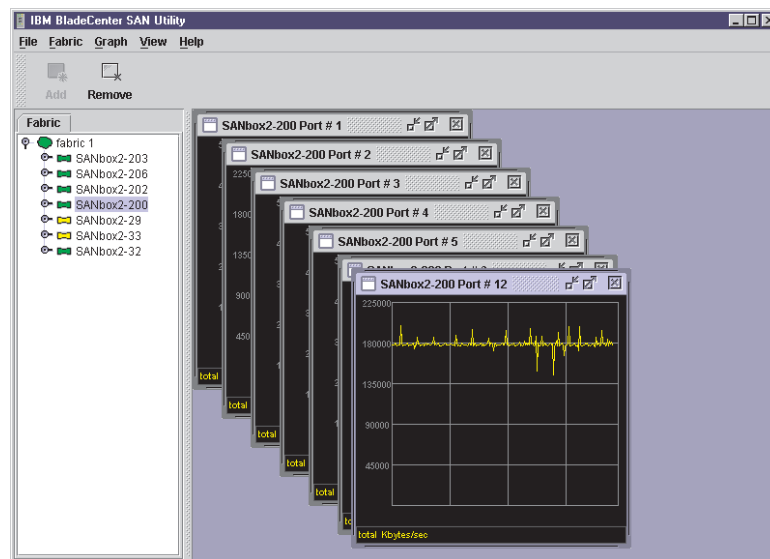 IBM BladeCenter SAN Utility
File Fabric Graph View Help
Add Remove
Fabric
fabric 1
SANbox2-203
SANbox2-206
SANbox2-202
SANbox2-200
SANbox2-29
SANbox2-33
SANbox2-32
SANbox2-200 Port # 1
total
SANbox2-200 Port # 2
2250
1800
1350
900
450
total
SANbox2-200 Port # 3
total
SANbox2-200 Port # 4
total
SANbox2-200 Port # 5
total
SANbox2-200 Port # 12
225000
180000
135000
90000
45000
total Kbytes/sec